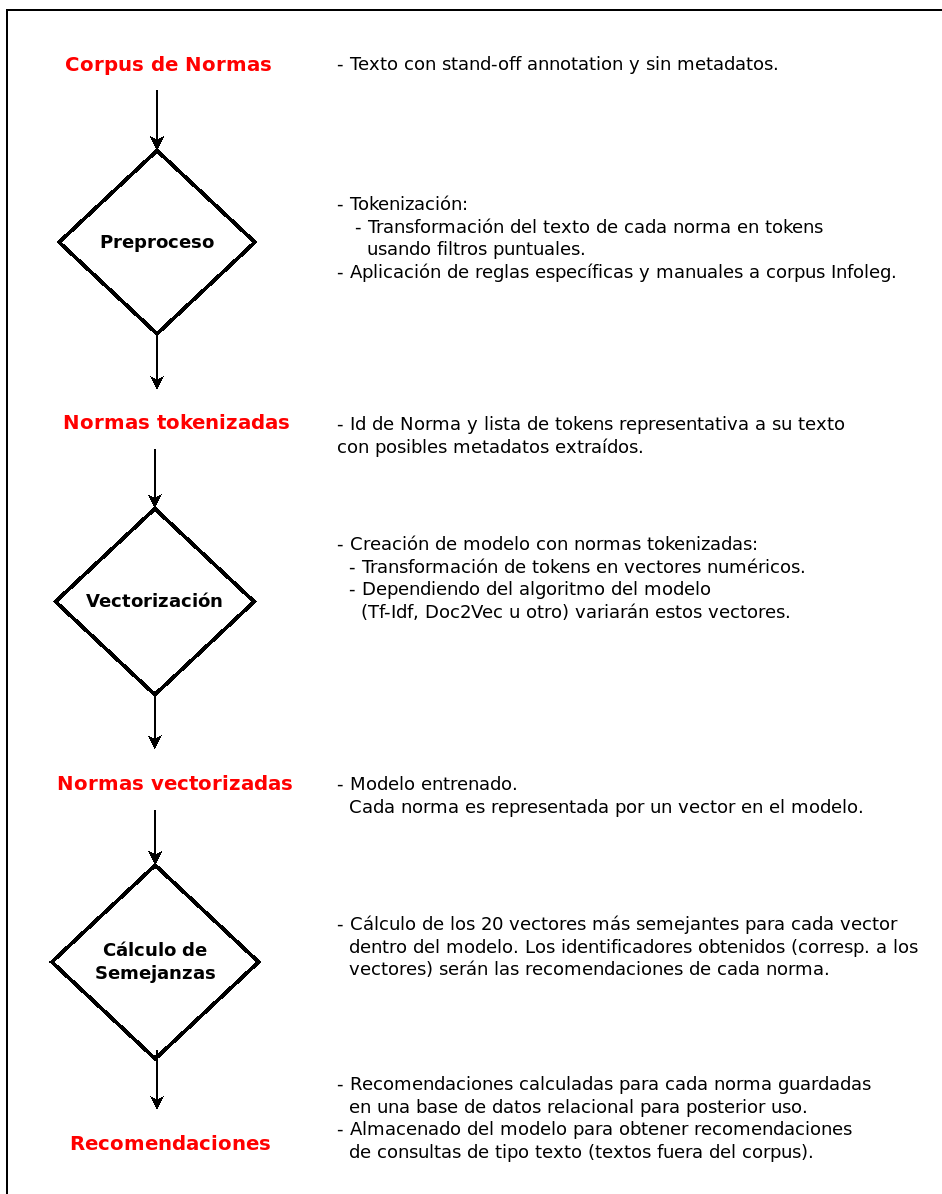 Corpus de Normas
- Texto con stand-off annotation y sin metadatos.
Preproceso
- Tokenización:
- Transformación del texto de cada norma en tokens
usando filtros puntuales.
- Aplicación de reglas específicas y manuales a corpus Infoleg.
Normas tokenizadas
- Id de Norma y lista de tokens representativa a su texto
con posibles metadatos extraídos.
Vectorización
- Creación de modelo con normas tokenizadas:
- Transformación de tokens en vectores numéricos.
- Dependiendo del algoritmo del modelo
(Tf-Idf, Doc2Vec u otro) variarán estos vectores.
Normas vectorizadas
- Modelo entrenado.
Cada norma es representada por un vector en el modelo.
Cálculo de
Semejanzas
- Cálculo de los 20 vectores más semejantes para cada vector
dentro del modelo. Los identificadores obtenidos (corresp. a los
vectores) serán las recomendaciones de cada norma.
Recomendaciones
- Recomendaciones calculadas para cada norma guardadas
en una base de datos relacional para posterior uso.
- Almacenado del modelo para obtener recomendaciones
de consultas de tipo texto (textos fuera del corpus).